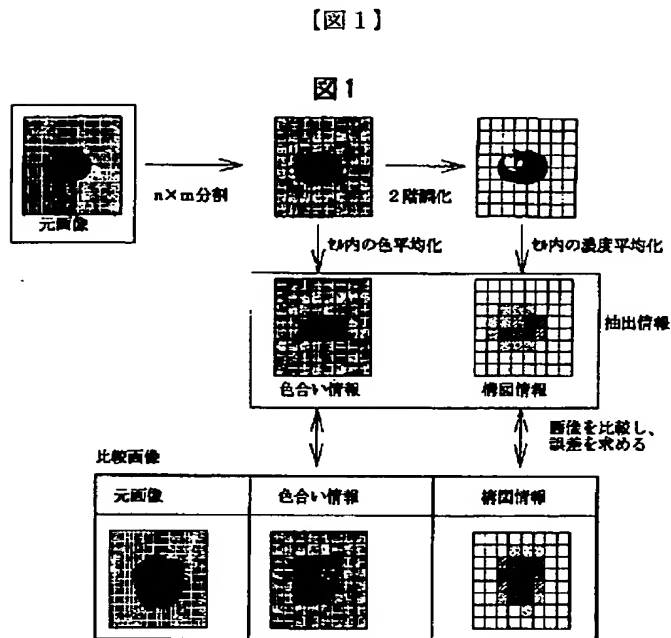 【図1】
図1
元画像
n×m分割
2階調化
セル内の色平均化
セル内の濃度平均化
抽出情報
色合い情報
構図情報
画像を比較し、
誤差を求める
比較画像
元画像
色合い情報
構図情報